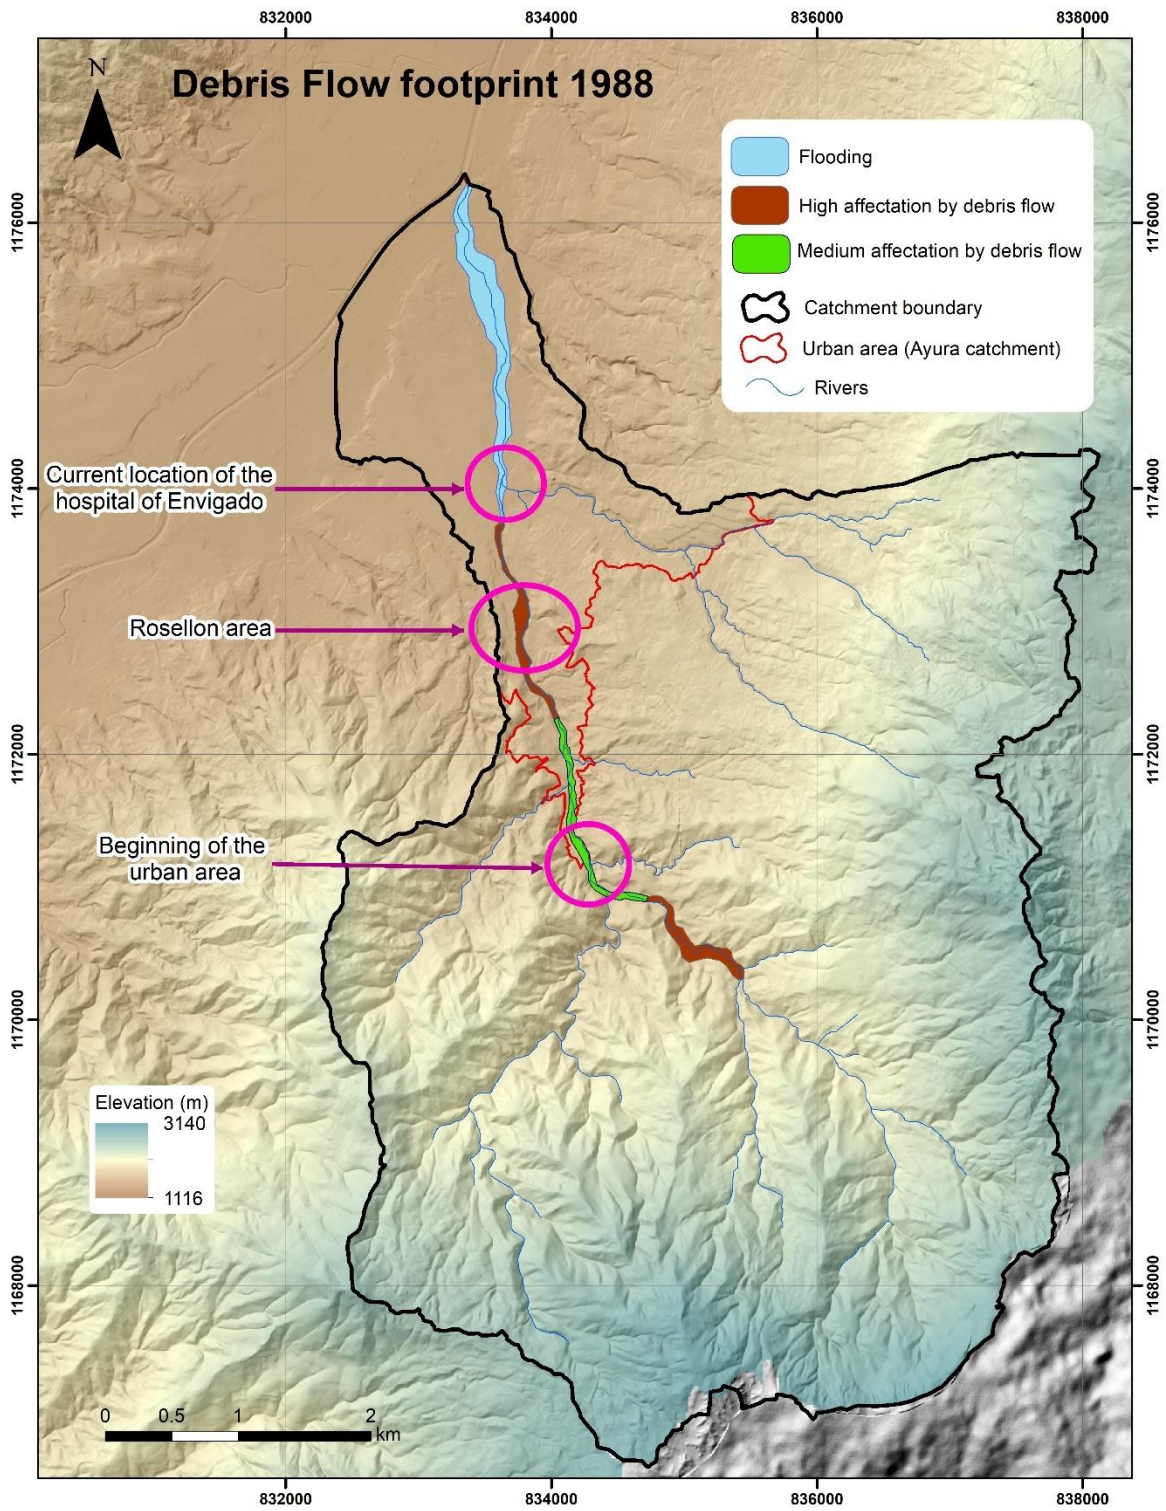 832000
834000
836000
838000
N
Debris Flow footprint 1988
Flooding
High affectation by debris flow
Medium affectation by debris flow
Catchment boundary
Urban area (Ayura catchment)
Rivers
1176000
1176000
Current location of the
hospital of Envigado
1174000
1174000
Rosellon area
1172000
1172000
Beginning of the
urban area
1170000
1170000
Elevation (m)
3140
1116
1168000
1168000
0 0.5 1 2
km
832000
834000
836000
838000